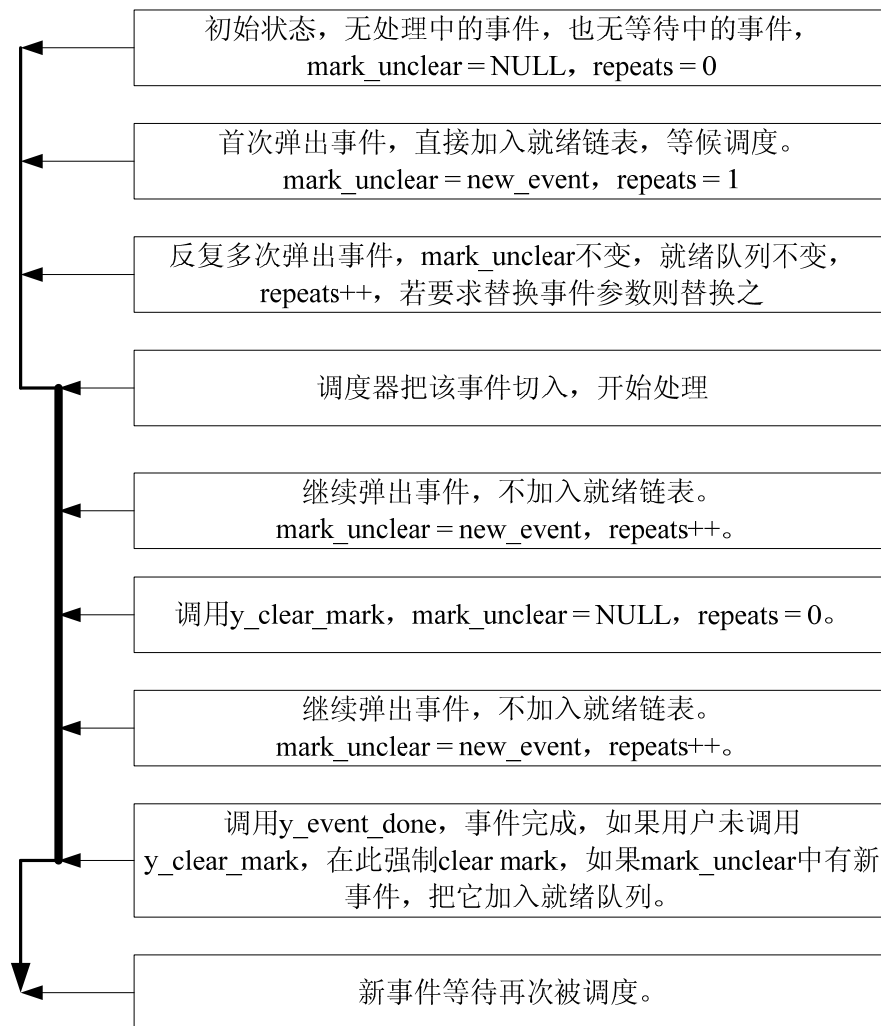 初始状态，无处理中的事件，也无等待中的事件，
mark_unclear = NULL，repeats = 0
首次弹出事件，直接加入就绪链表，等候调度。
mark_unclear = new_event，repeats = 1
反复多次弹出事件，mark_unclear不变，就绪队列不变，
repeats++，若要求替换事件参数则替换之
调度器把该事件切入，开始处理
继续弹出事件，不加入就绪链表。
mark_unclear = new_event，repeats++。
调用y_clear_mark，mark_unclear = NULL，repeats = 0。
继续弹出事件，不加入就绪链表。
mark_unclear = new_event，repeats++。
调用y_event_done，事件完成，如果用户未调用
y_clear_mark，在此强制clear mark，如果mark_unclear中有新
事件，把它加入就绪队列。
新事件等待再次被调度。